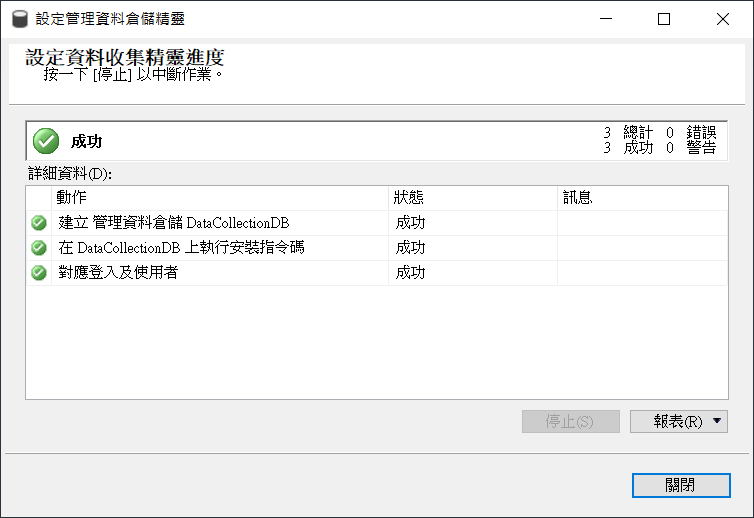 設定管理資料倉儲精靈
設定資料收集精靈進度
按一下 [停止] 以中斷作業。
成功
3 總計 0 錯誤
3 成功 0 警告
詳細資料(D):
動作 狀態 訊息
建立 管理資料倉儲 DataCollectionDB 成功
在 DataCollectionDB 上執行安裝指令碼 成功
對應登入及使用者 成功
停止(S) 報表(R)
關閉